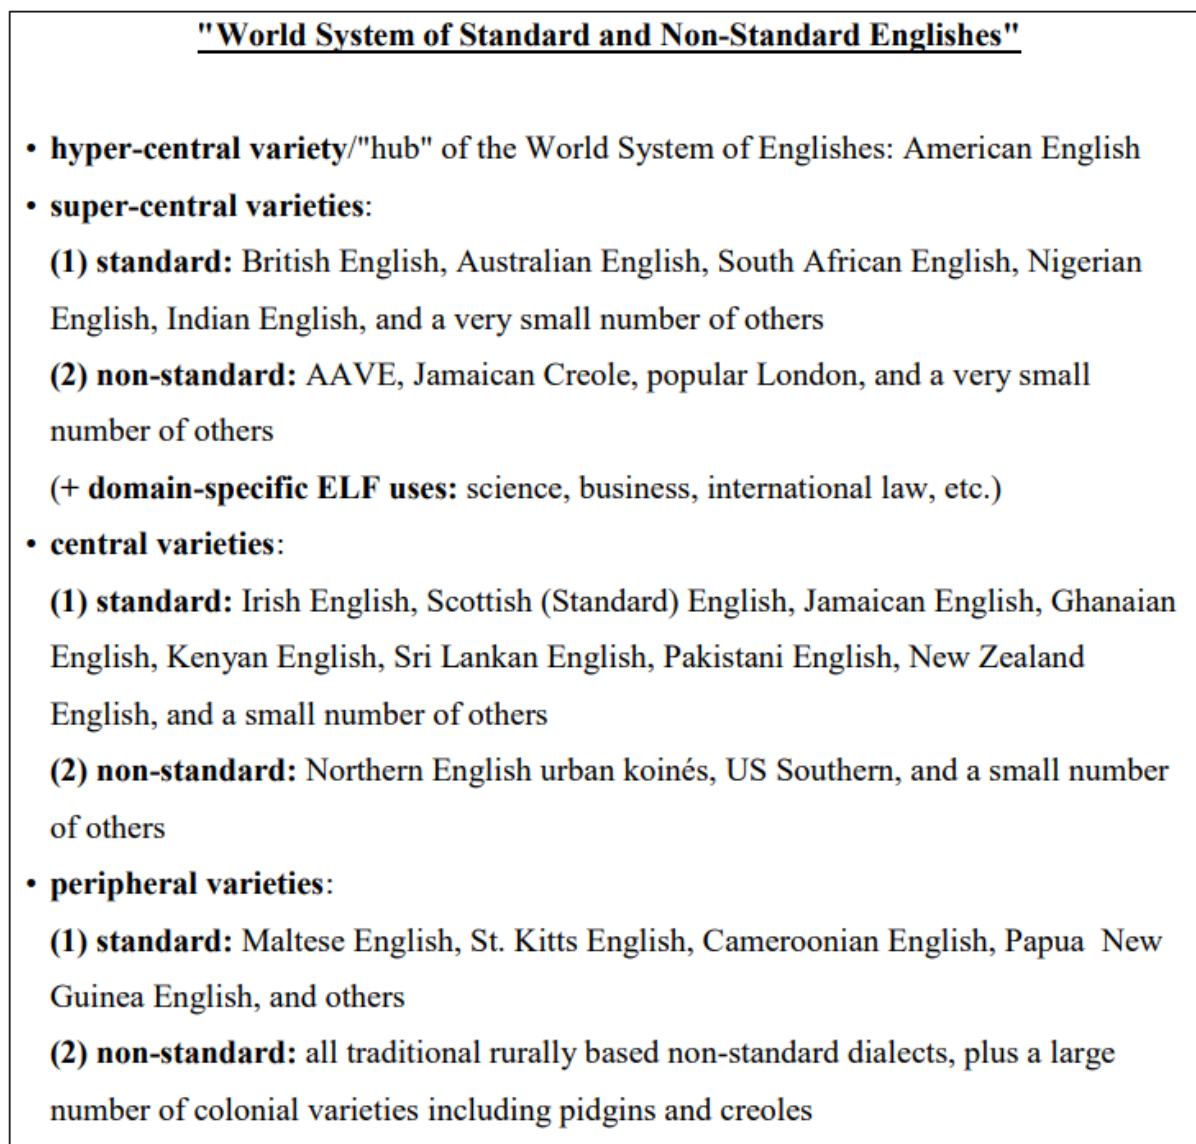 "World System of Standard and Non-Standard Englishes"
• hyper-central variety/"hub" of the World System of Englishes: American English
• super-central varieties:
(1) standard: British English, Australian English, South African English, Nigerian
English, Indian English, and a very small number of others
(2) non-standard: AAVE, Jamaican Creole, popular London, and a very small
number of others
(+ domain-specific ELF uses: science, business, international law, etc.)
• central varieties:
(1) standard: Irish English, Scottish (Standard) English, Jamaican English, Ghanaian
English, Kenyan English, Sri Lankan English, Pakistani English, New Zealand
English, and a small number of others
(2) non-standard: Northern English urban koinés, US Southern, and a small number
of others
• peripheral varieties:
(1) standard: Maltese English, St. Kitts English, Cameroonian English, Papua New
Guinea English, and others
(2) non-standard: all traditional rurally based non-standard dialects, plus a large
number of colonial varieties including pidgins and creoles